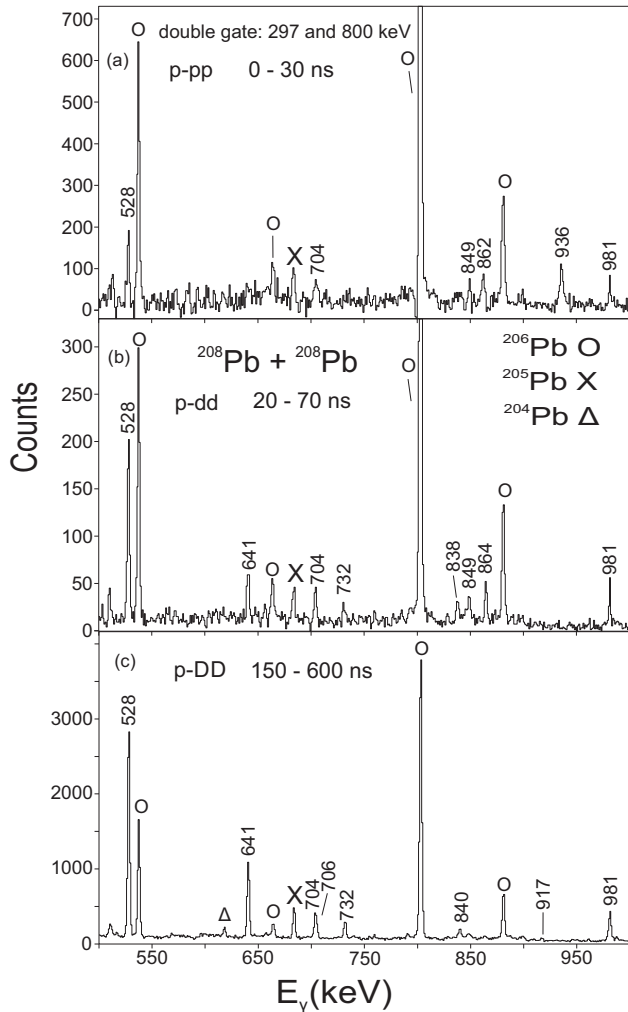 700
600
500
400
300
200
100
0
(a)
O
double gate: 297 and 800 keV
p-pp 0 - 30 ns
O
528
O
X
704
849
862
O
936
981
300
250
200
150
100
50
0
(b)
O
²⁰⁸Pb + ²⁰⁸Pb
p-dd 20 - 70 ns
O
²⁰⁶Pb O
²⁰⁵Pb X
²⁰⁴Pb Δ
528
641
O
X
704
732
838
849
864
O
981
Counts
3000
2000
1000
0
(c)
p-DD 150 - 600 ns
O
528
O
Δ
641
O
X
704
706
732
840
O
917
981
550 650 750 850 950
Eγ(keV)